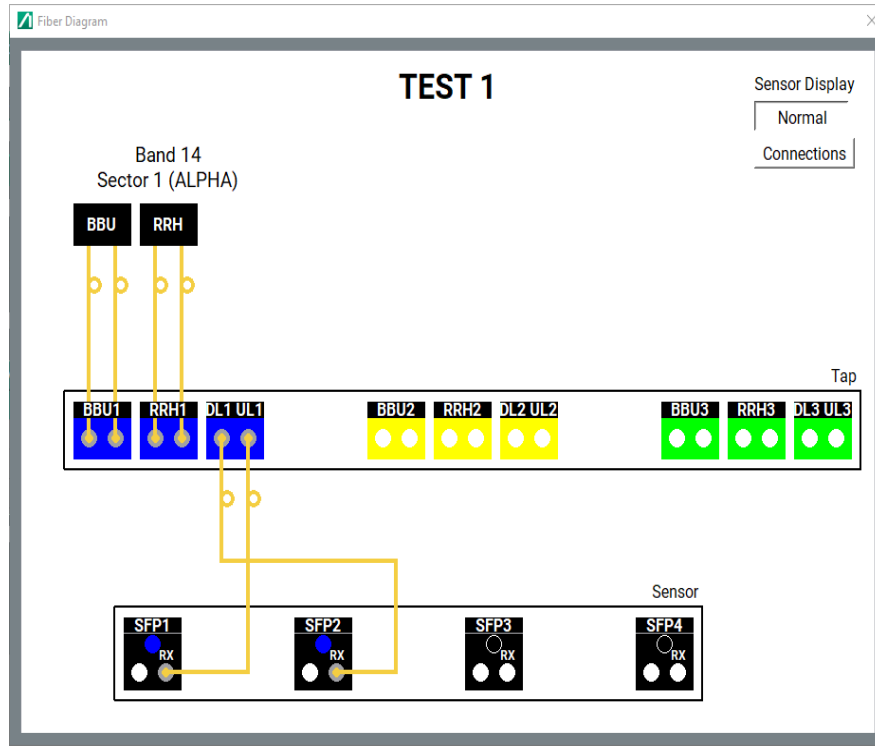 Fiber Diagram
TEST 1
Sensor Display
Normal
Connections
Band 14
Sector 1 (ALPHA)
BBU RRH
Tap
BBU1 RRH1 DL1 UL1 BBU2 RRH2 DL2 UL2 BBU3 RRH3 DL3 UL3
Sensor
SFP1 SFP2 SFP3 SFP4
RX RX RX RX